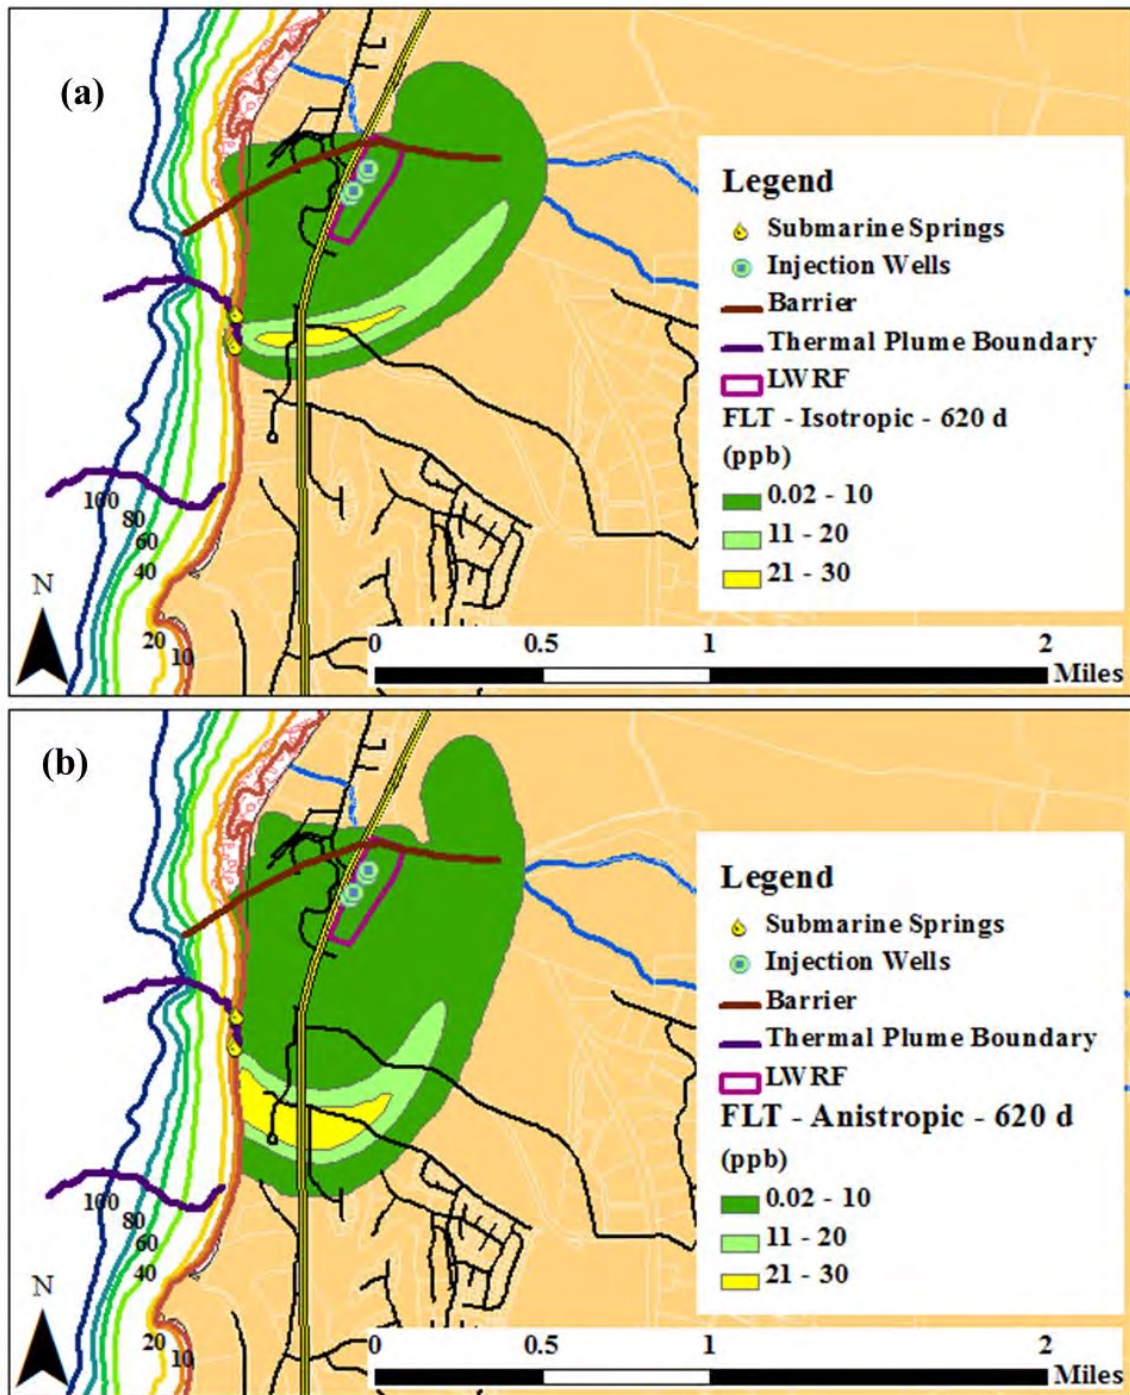 (a)
Legend
Submarine Springs
Injection Wells
Barrier
Thermal Plume Boundary
LWRF
FLT - Isotropic - 620 d
(ppb)
0.02 - 10
11 - 20
21 - 30
100
80
60
40
20
10
N
0 0.5 1 2
Miles
(b)
Legend
Submarine Springs
Injection Wells
Barrier
Thermal Plume Boundary
LWRF
FLT - Anistropic - 620 d
(ppb)
0.02 - 10
11 - 20
21 - 30
100
80
60
40
20
10
N
0 0.5 1 2
Miles